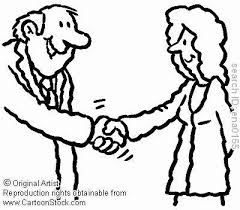 © Original Artist
Reproduction rights obtainable from
www.CartoonStock.com